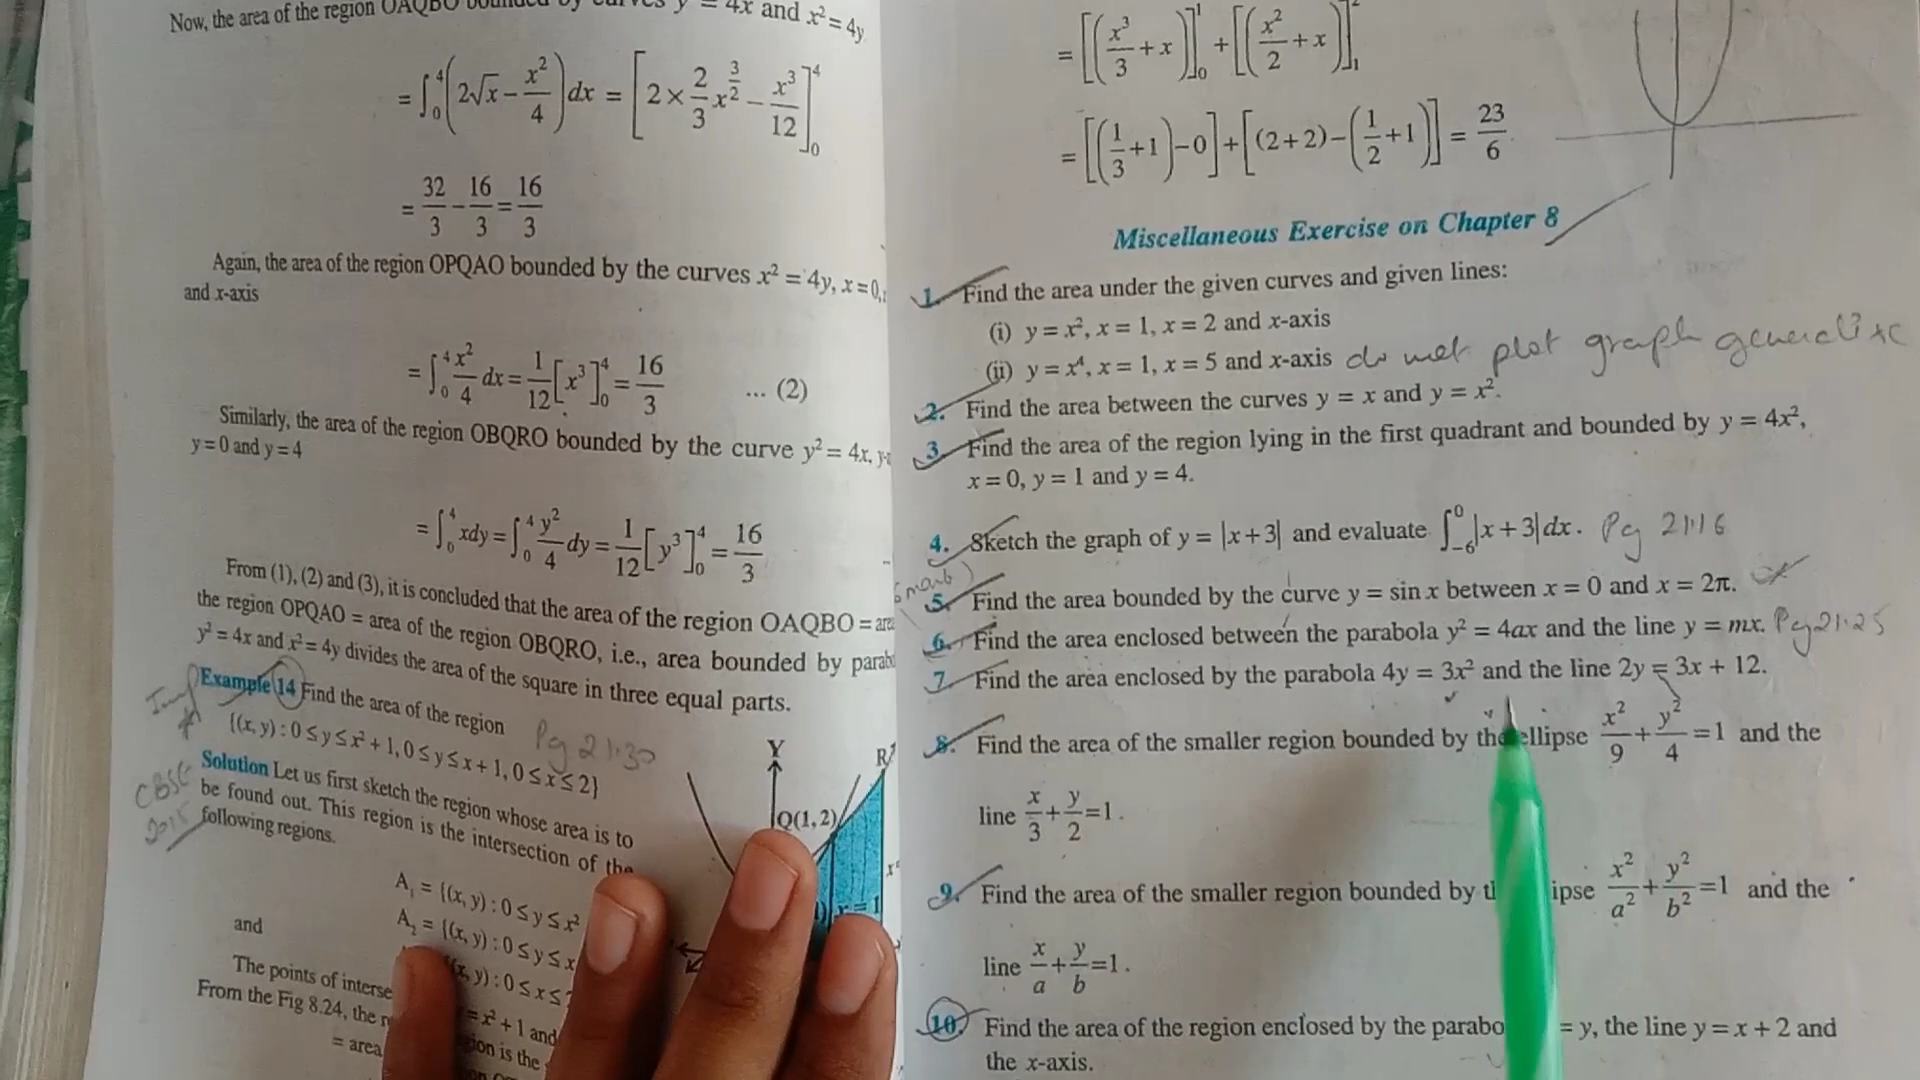 Now, the area of the region OAQBO bounded by curves y² = 4x and x² = 4y
= ∫₀⁴ (2√x − x²/4) dx = [2 × 2/3 x^(3/2) − x³/12]₀⁴
= 32/3 − 16/3 = 16/3
Again, the area of the region OPQAO bounded by the curves x² = 4y, x = 0,
and x-axis
= ∫₀⁴ x²/4 dx = 1/12 [x³]₀⁴ = 16/3 ... (2)
Similarly, the area of the region OBQRO bounded by the curve y² = 4x, y-
y = 0 and y = 4
= ∫₀⁴ xdy = ∫₀⁴ y²/4 dy = 1/12 [y³]₀⁴ = 16/3
From (1), (2) and (3), it is concluded that the area of the region OAQBO = area
the region OPQAO = area of the region OBQRO, i.e., area bounded by parab
y² = 4x and x² = 4y divides the area of the square in three equal parts.
Imp
Example 14 Find the area of the region
{(x, y) : 0 ≤ y ≤ x² + 1, 0 ≤ y ≤ x + 1, 0 ≤ x ≤ 2}
Pg 21.30
CBSE
2015
Solution Let us first sketch the region whose area is to
be found out. This region is the intersection of the
following regions.
A₁ = {(x, y) : 0 ≤ y ≤ x²
A₂ = {(x, y) : 0 ≤ y ≤ x
and
(x, y) : 0 ≤ x ≤
The points of interse
= x² + 1 and
From the Fig 8.24, the r
gion is the
= area
Y
R
Q(1, 2)
x = 1
= [(x³/3 + x)]₀¹ + [(x²/2 + x)]₁²
= [(1/3 + 1) − 0] + [(2 + 2) − (1/2 + 1)] = 23/6
Miscellaneous Exercise on Chapter 8
1. Find the area under the given curves and given lines:
(i) y = x², x = 1, x = 2 and x-axis
(ii) y = x⁴, x = 1, x = 5 and x-axis do not plot graph
2. Find the area between the curves y = x and y = x².
3. Find the area of the region lying in the first quadrant and bounded by y = 4x²,
x = 0, y = 1 and y = 4.
4. Sketch the graph of y = |x + 3| and evaluate ∫₋₆⁰ |x + 3| dx. Pg 21.16
5. Find the area bounded by the curve y = sin x between x = 0 and x = 2π.
6. Find the area enclosed between the parabola y² = 4ax and the line y = mx. Pg 21.25
7. Find the area enclosed by the parabola 4y = 3x² and the line 2y = 3x + 12.
8. Find the area of the smaller region bounded by the ellipse x²/9 + y²/4 = 1 and the
line x/3 + y/2 = 1.
9. Find the area of the smaller region bounded by t ipse x²/a² + y²/b² = 1 and the
line x/a + y/b = 1.
10. Find the area of the region enclosed by the parabo = y, the line y = x + 2 and
the x-axis.